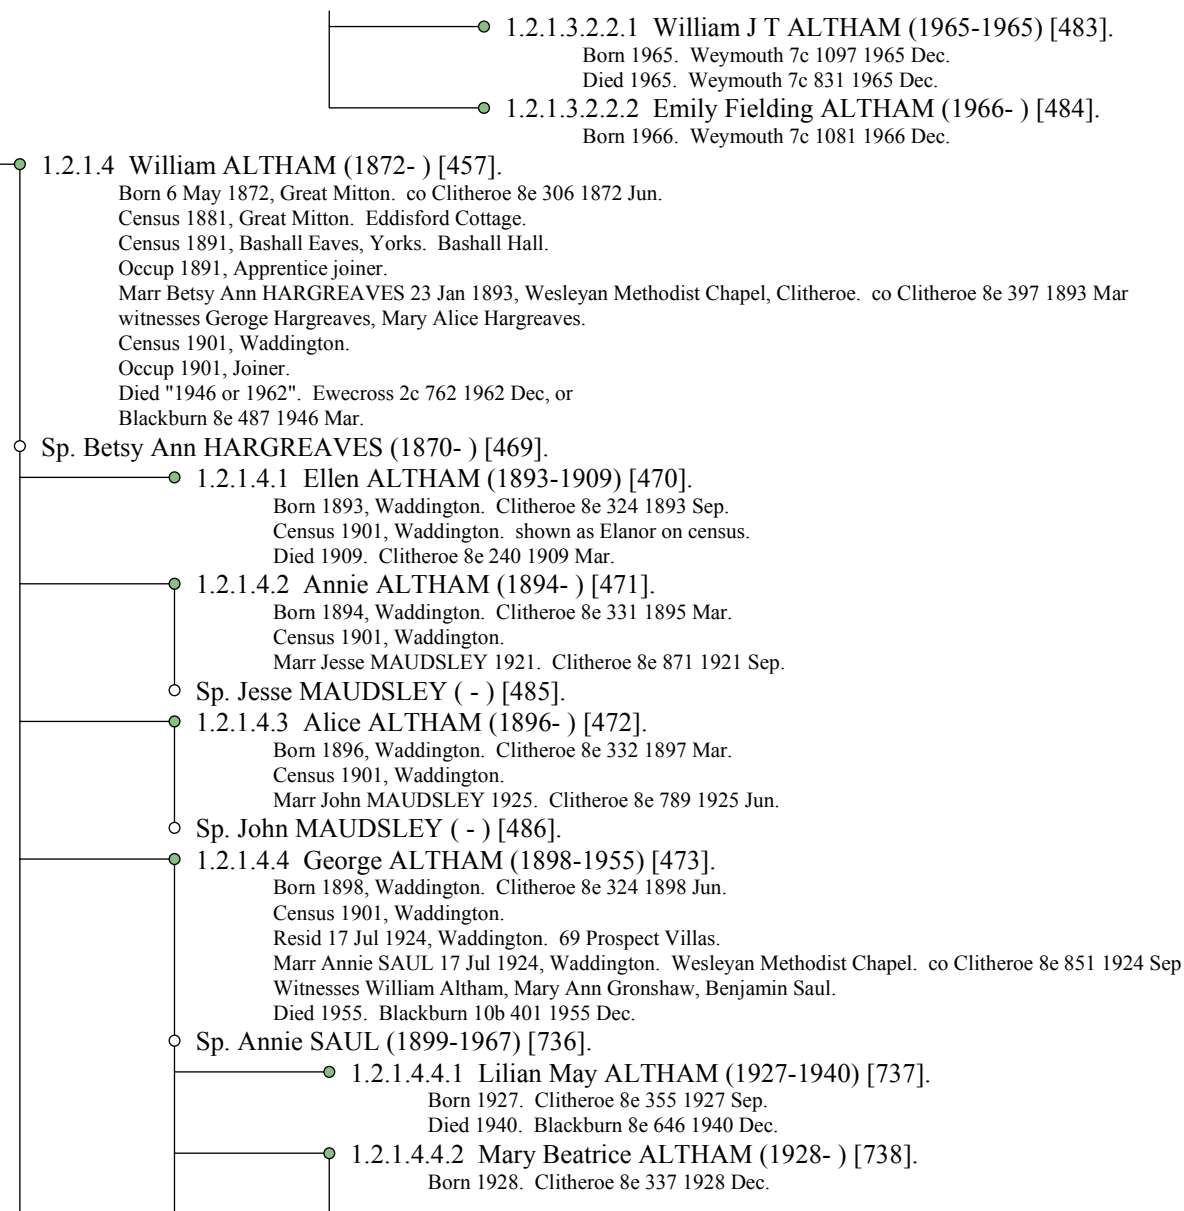 1.2.1.3.2.2.1 William J T ALTHAM (1965-1965) [483].
Born 1965. Weymouth 7c 1097 1965 Dec.
Died 1965. Weymouth 7c 831 1965 Dec.
1.2.1.3.2.2.2 Emily Fielding ALTHAM (1966- ) [484].
Born 1966. Weymouth 7c 1081 1966 Dec.
1.2.1.4 William ALTHAM (1872- ) [457].
Born 6 May 1872, Great Mitton. co Clitheroe 8e 306 1872 Jun.
Census 1881, Great Mitton. Eddisford Cottage.
Census 1891, Bashall Eaves, Yorks. Bashall Hall.
Occup 1891, Apprentice joiner.
Marr Betsy Ann HARGREAVES 23 Jan 1893, Wesleyan Methodist Chapel, Clitheroe. co Clitheroe 8e 397 1893 Mar
witnesses Geroge Hargreaves, Mary Alice Hargreaves.
Census 1901, Waddington.
Occup 1901, Joiner.
Died "1946 or 1962". Ewecross 2c 762 1962 Dec, or
Blackburn 8e 487 1946 Mar.
Sp. Betsy Ann HARGREAVES (1870- ) [469].
1.2.1.4.1 Ellen ALTHAM (1893-1909) [470].
Born 1893, Waddington. Clitheroe 8e 324 1893 Sep.
Census 1901, Waddington. shown as Elanor on census.
Died 1909. Clitheroe 8e 240 1909 Mar.
1.2.1.4.2 Annie ALTHAM (1894- ) [471].
Born 1894, Waddington. Clitheroe 8e 331 1895 Mar.
Census 1901, Waddington.
Marr Jesse MAUDSLEY 1921. Clitheroe 8e 871 1921 Sep.
Sp. Jesse MAUDSLEY ( - ) [485].
1.2.1.4.3 Alice ALTHAM (1896- ) [472].
Born 1896, Waddington. Clitheroe 8e 332 1897 Mar.
Census 1901, Waddington.
Marr John MAUDSLEY 1925. Clitheroe 8e 789 1925 Jun.
Sp. John MAUDSLEY ( - ) [486].
1.2.1.4.4 George ALTHAM (1898-1955) [473].
Born 1898, Waddington. Clitheroe 8e 324 1898 Jun.
Census 1901, Waddington.
Resid 17 Jul 1924, Waddington. 69 Prospect Villas.
Marr Annie SAUL 17 Jul 1924, Waddington. Wesleyan Methodist Chapel. co Clitheroe 8e 851 1924 Sep
Witnesses William Altham, Mary Ann Gronshaw, Benjamin Saul.
Died 1955. Blackburn 10b 401 1955 Dec.
Sp. Annie SAUL (1899-1967) [736].
1.2.1.4.4.1 Lilian May ALTHAM (1927-1940) [737].
Born 1927. Clitheroe 8e 355 1927 Sep.
Died 1940. Blackburn 8e 646 1940 Dec.
1.2.1.4.4.2 Mary Beatrice ALTHAM (1928- ) [738].
Born 1928. Clitheroe 8e 337 1928 Dec.